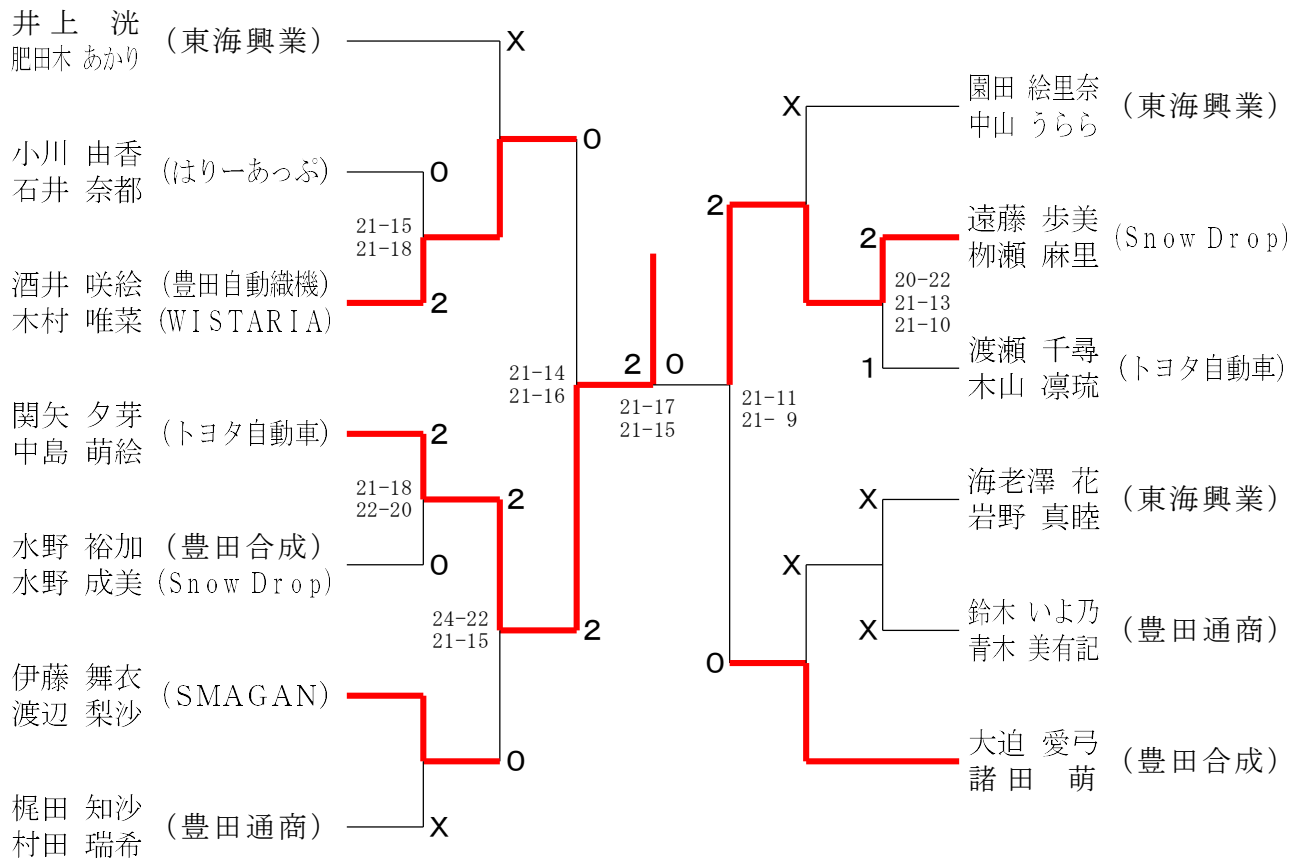 井上 洸
肥田木 あかり
(東海興業)
X
小川 由香
石井 奈都
(はりーあっぷ)
0
0
21-15
21-18
酒井 咲絵 (豊田自動織機)
木村 唯菜 (WISTARIA)
2
21-14
21-16
関矢 夕芽
中島 萌絵
(トヨタ自動車)
2
21-18
22-20
2
水野 裕加 (豊田合成)
水野 成美 (Snow Drop)
0
24-22
21-15
2
伊藤 舞衣
渡辺 梨沙
(SMAGAN)
0
梶田 知沙
村田 瑞希
(豊田通商)
X
2 0
21-17
21-15
X
園田 絵里奈
中山 うらら
(東海興業)
2
2
遠藤 歩美
栁瀬 麻里
(Snow Drop)
20-22
21-13
21-10
1
渡瀬 千尋
木山 凛琉
(トヨタ自動車)
21-11
21- 9
X
海老澤 花
岩野 真睦
(東海興業)
X
X
鈴木 いよ乃
青木 美有記
(豊田通商)
0
大迫 愛弓
諸田 萌
(豊田合成)